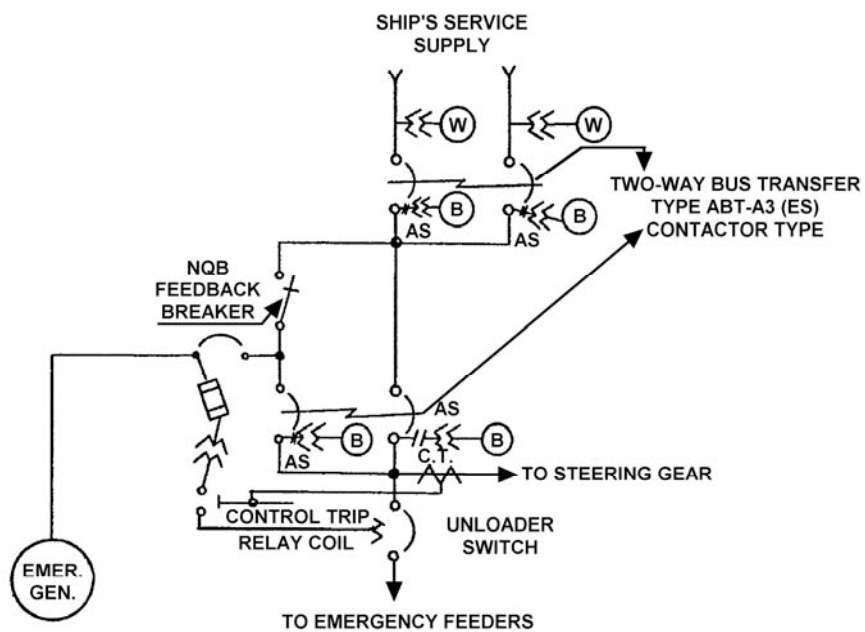 SHIP'S SERVICE
SUPPLY
W
W
TWO-WAY BUS TRANSFER
TYPE ABT-A3 (ES)
CONTACTOR TYPE
B
B
AS
AS
NQB
FEEDBACK
BREAKER
AS
B
B
AS
C.T.
TO STEERING GEAR
CONTROL TRIP
RELAY COIL
UNLOADER
SWITCH
EMER.
GEN.
TO EMERGENCY FEEDERS